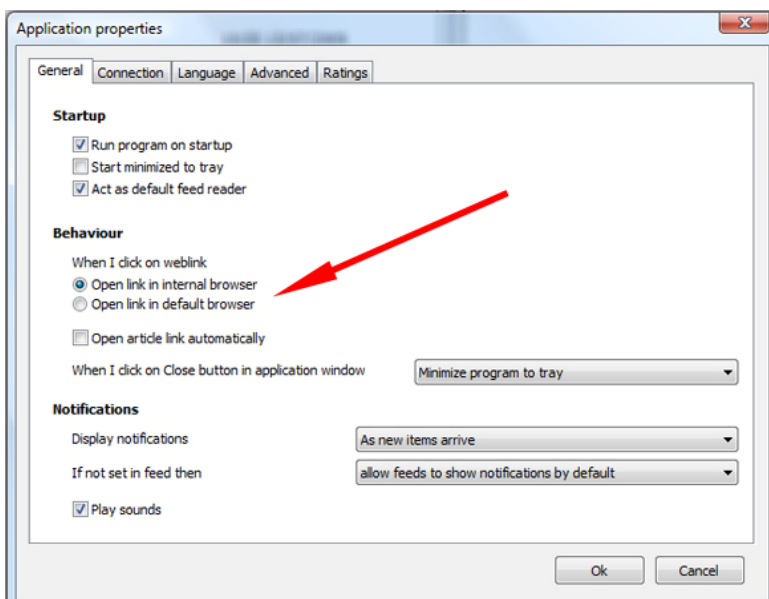 Application properties
General Connection Language Advanced Ratings
Startup
Run program on startup
Start minimized to tray
Act as default feed reader
Behaviour
When I click on weblink
Open link in internal browser
Open link in default browser
Open article link automatically
When I click on Close button in application window Minimize program to tray
Notifications
Display notifications As new items arrive
If not set in feed then allow feeds to show notifications by default
Play sounds
Ok Cancel